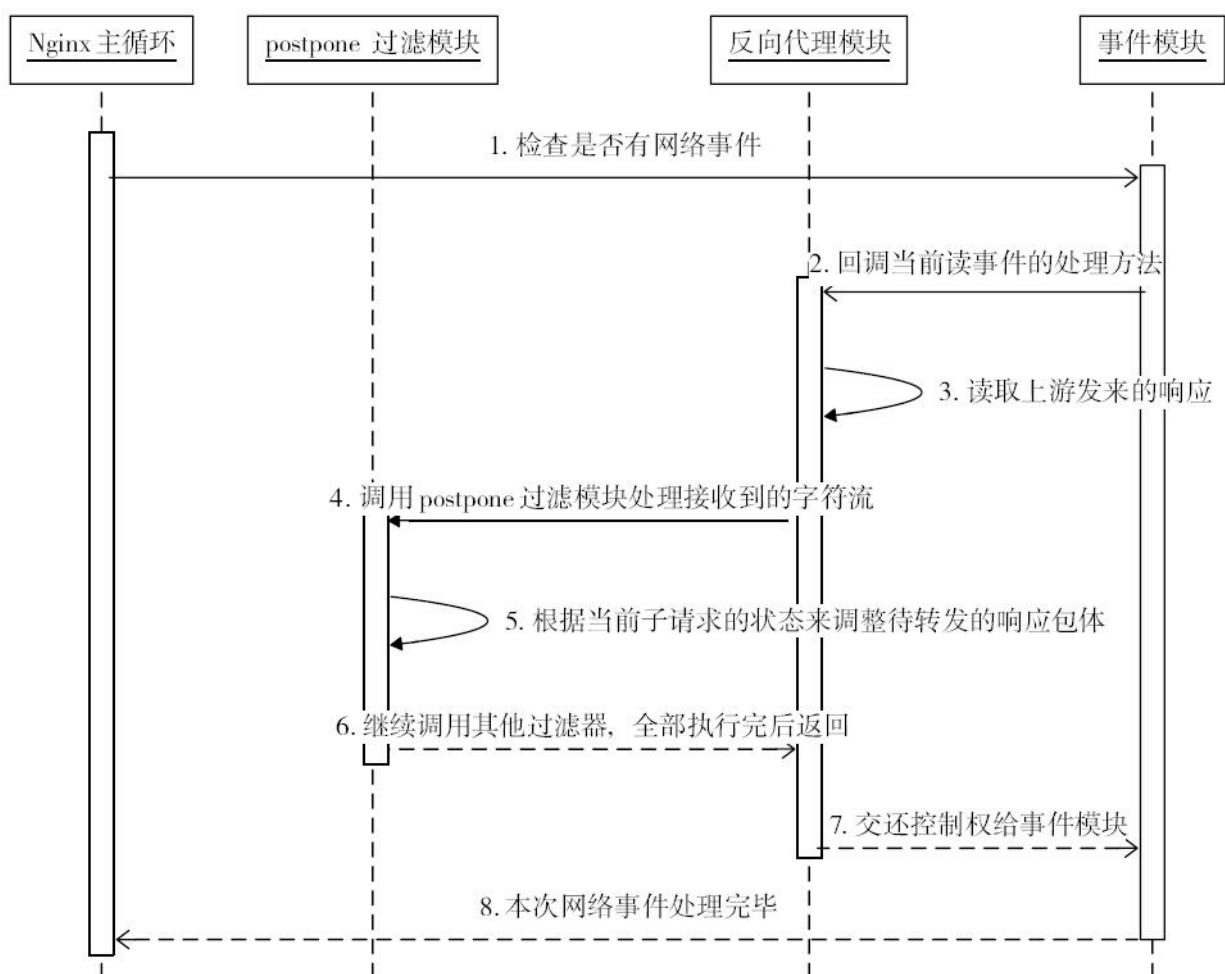 Nginx 主循环
postpone 过滤模块
反向代理模块
事件模块
1. 检查是否有网络事件
2. 回调当前读事件的处理方法
3. 读取上游发来的响应
4. 调用 postpone 过滤模块处理接收到的字符流
5. 根据当前子请求的状态来调整待转发的响应包体
6. 继续调用其他过滤器，全部执行完后返回
7. 交还控制权给事件模块
8. 本次网络事件处理完毕